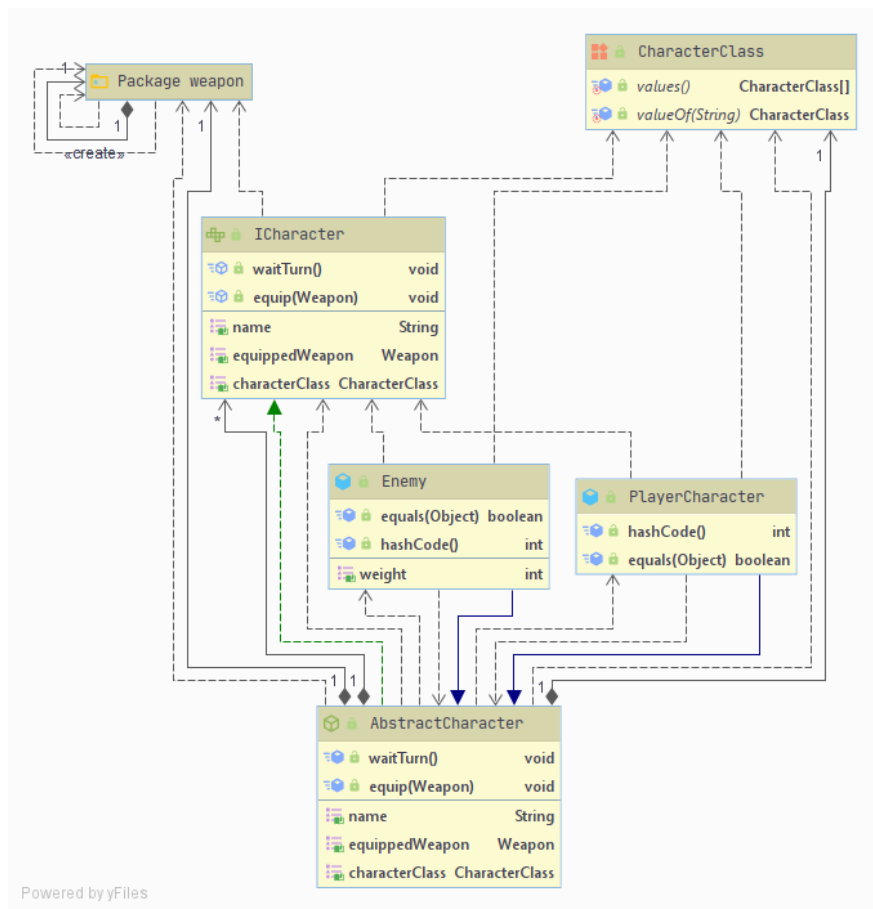 CharacterClass
values() CharacterClass[]
valueOf(String) CharacterClass
1
Package weapon
1
1
1
«create»
ICharacter
waitTurn() void
equip(Weapon) void
name String
equippedWeapon Weapon
characterClass CharacterClass
*
Enemy
equals(Object) boolean
hashCode() int
weight int
PlayerCharacter
hashCode() int
equals(Object) boolean
1
1
1
AbstractCharacter
waitTurn() void
equip(Weapon) void
name String
equippedWeapon Weapon
characterClass CharacterClass
Powered by yFiles